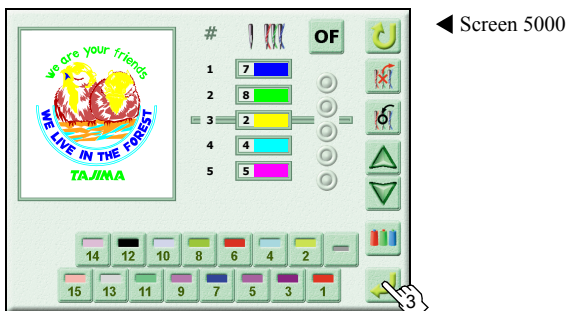 ◀ Screen 5000
# OF
we are your friends
WE LIVE IN THE FOREST
TAJIMA
1 7
2 8
3 2
4 4
5 5
14 12 10 8 6 4 2
15 13 11 9 7 5 3 1
3